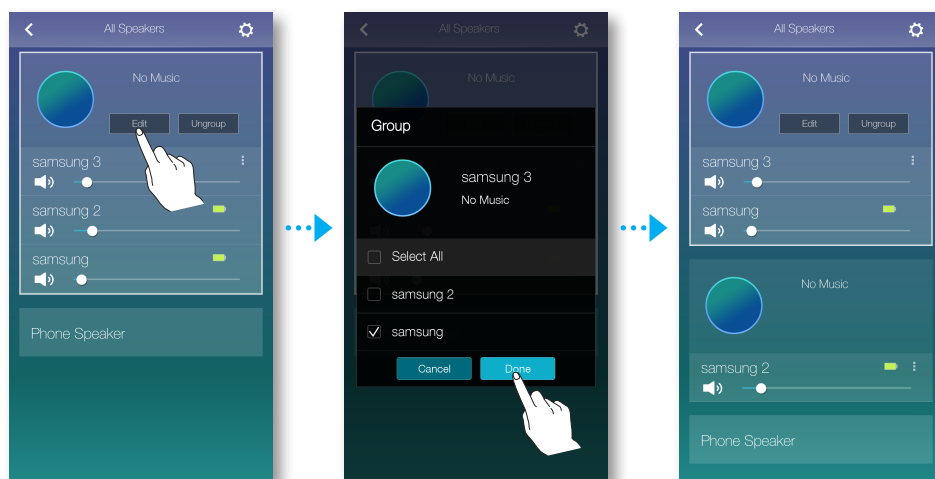 All Speakers
No Music
Edit
Ungroup
samsung 3
samsung 2
samsung
Phone Speaker
All Speakers
No Music
Group
samsung 3
No Music
Select All
samsung 2
samsung
Cancel
Done
All Speakers
No Music
Edit
Ungroup
samsung 3
samsung
No Music
samsung 2
Phone Speaker